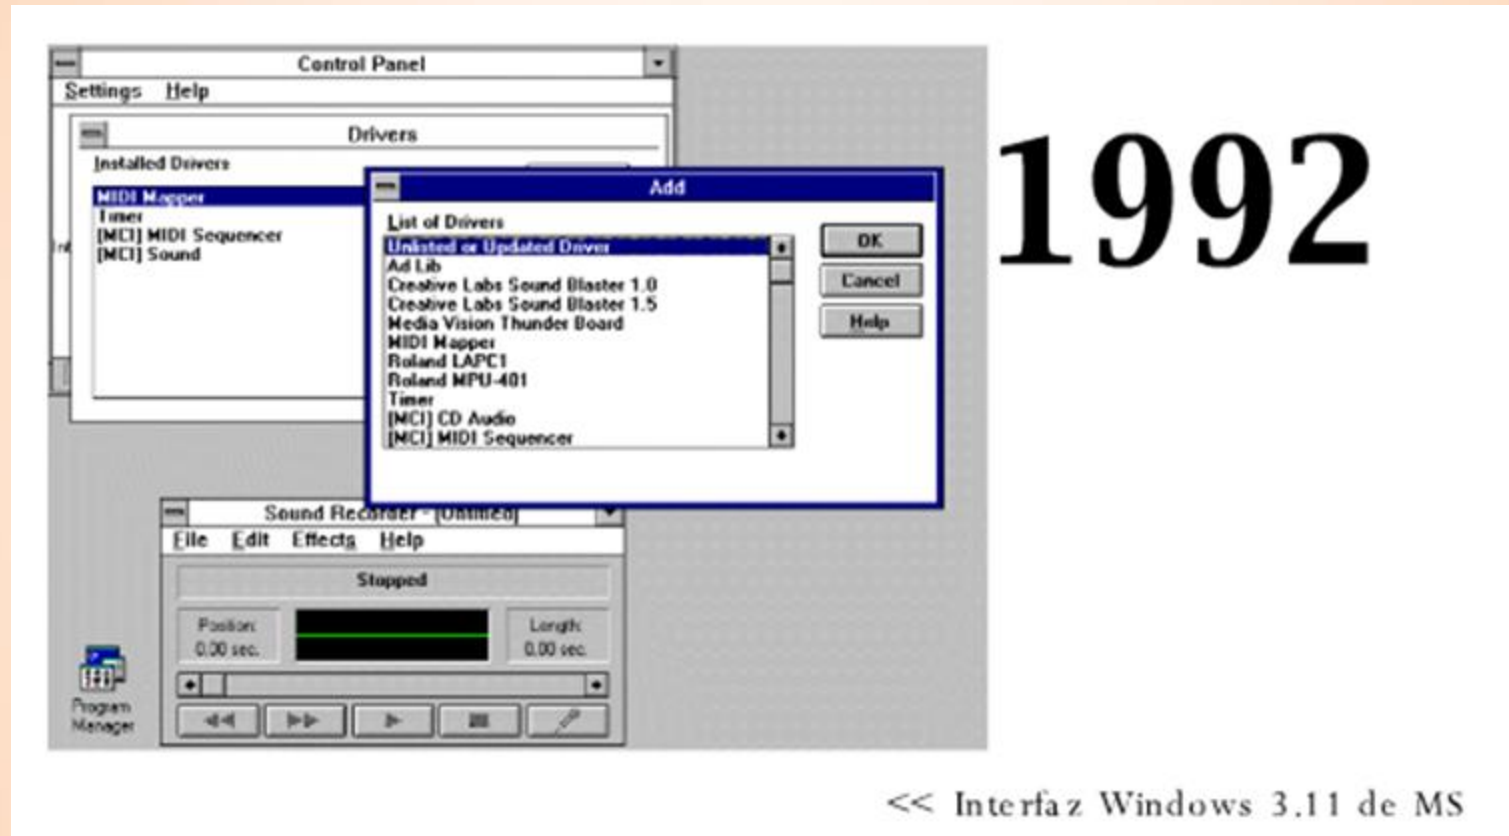 Control Panel
Settings Help
Drivers
Installed Drivers
MIDI Mapper
Timer
[MCI] MIDI Sequencer
[MCI] Sound
Int
Add
List of Drivers
Unlisted or Updated Driver
Ad Lib
Creative Labs Sound Blaster 1.0
Creative Labs Sound Blaster 1.5
Media Vision Thunder Board
MIDI Mapper
Roland LAPC1
Roland MPU-401
Timer
[MCI] CD Audio
[MCI] MIDI Sequencer
OK
Cancel
Help
1992
Sound Recorder - [Untitled]
File Edit Effects Help
Stopped
Position:
0.00 sec.
Length:
0.00 sec.
Program
Manager
<< Interfaz Windows 3.11 de MS